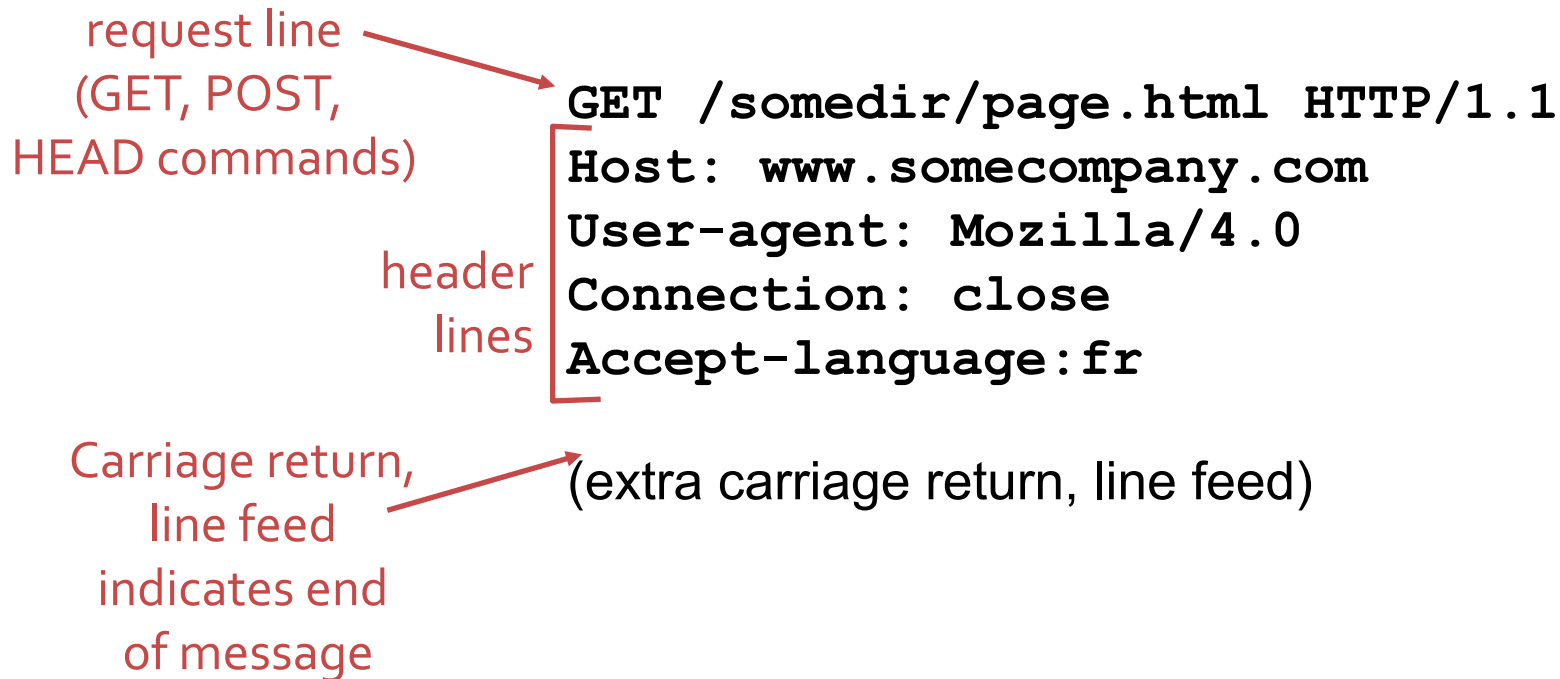 request line
(GET, POST,
HEAD commands)
GET /somedir/page.html HTTP/1.1
Host: www.somecompany.com
User-agent: Mozilla/4.0
Connection: close
Accept-language:fr
header
lines
Carriage return,
line feed
indicates end
of message
(extra carriage return, line feed)